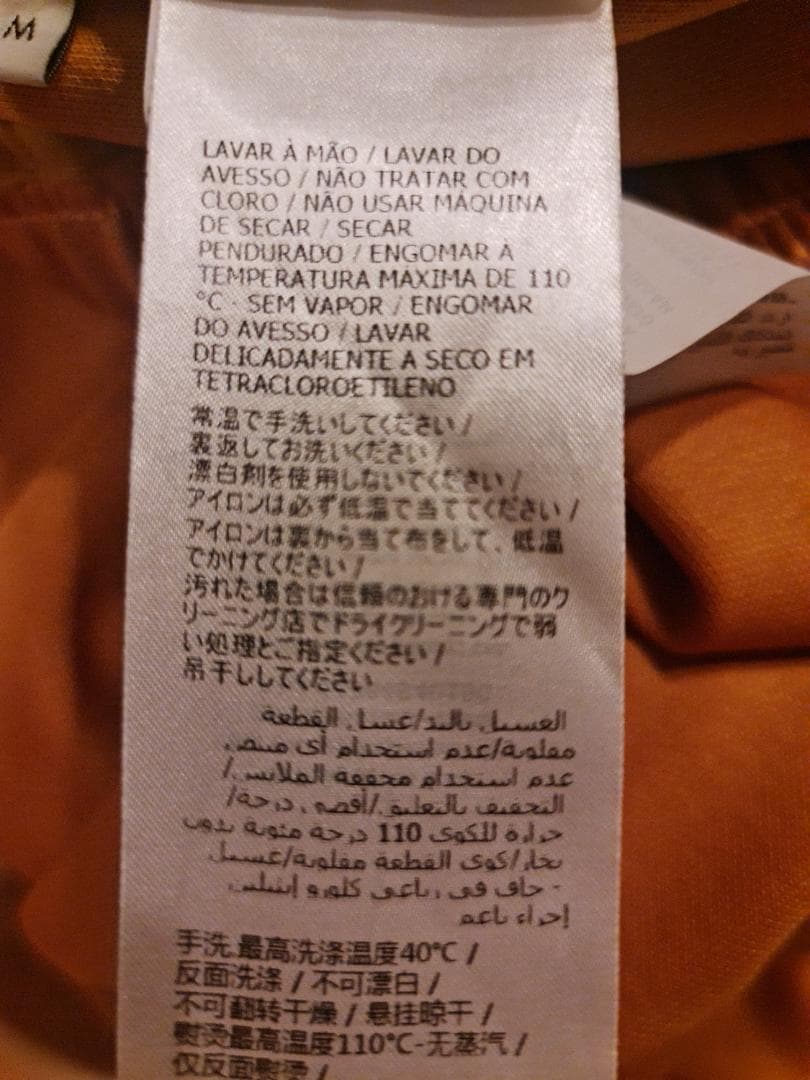 M
LAVAR À MÃO / LAVAR DO
AVESSO / NÃO TRATAR COM
CLORO / NÃO USAR MÁQUINA
DE SECAR / SECAR
PENDURADO / ENGOMAR À
TEMPERATURA MÁXIMA DE 110
°C - SEM VAPOR / ENGOMAR
DO AVESSO / LAVAR
DELICADAMENTE A SECO EM
TETRACLOROETILENO
常温で手洗いしてください /
裏返してお洗いください /
漂白剤を使用しないでください /
アイロンは必ず低温で当ててください /
アイロンは裏から当て布をして、低温
でかけてください /
汚れた場合は信頼のおける専門のク
リーニング店でドライクリーニングで弱
い処理とご指定ください /
吊干ししてください
الغسيل باليد/غسل القطعة
مقلوبة/عدم استخدام أي مبيض
عدم استخدام مجففة الملابس/
التجفيف بالتعليق/أقصى درجة/
حرارة للكوي 110 درجة مئوية بدون
بخار/كوي القطعة مقلوبة/غسيل
- جاف في رباعي كلورو إيثيلين
إجراء ناعم
手洗.最高洗涤温度40°C /
反面洗涤 / 不可漂白 /
不可翻转干燥 / 悬挂晾干 /
熨烫最高温度110°C-无蒸汽 /
仅反面熨烫 /